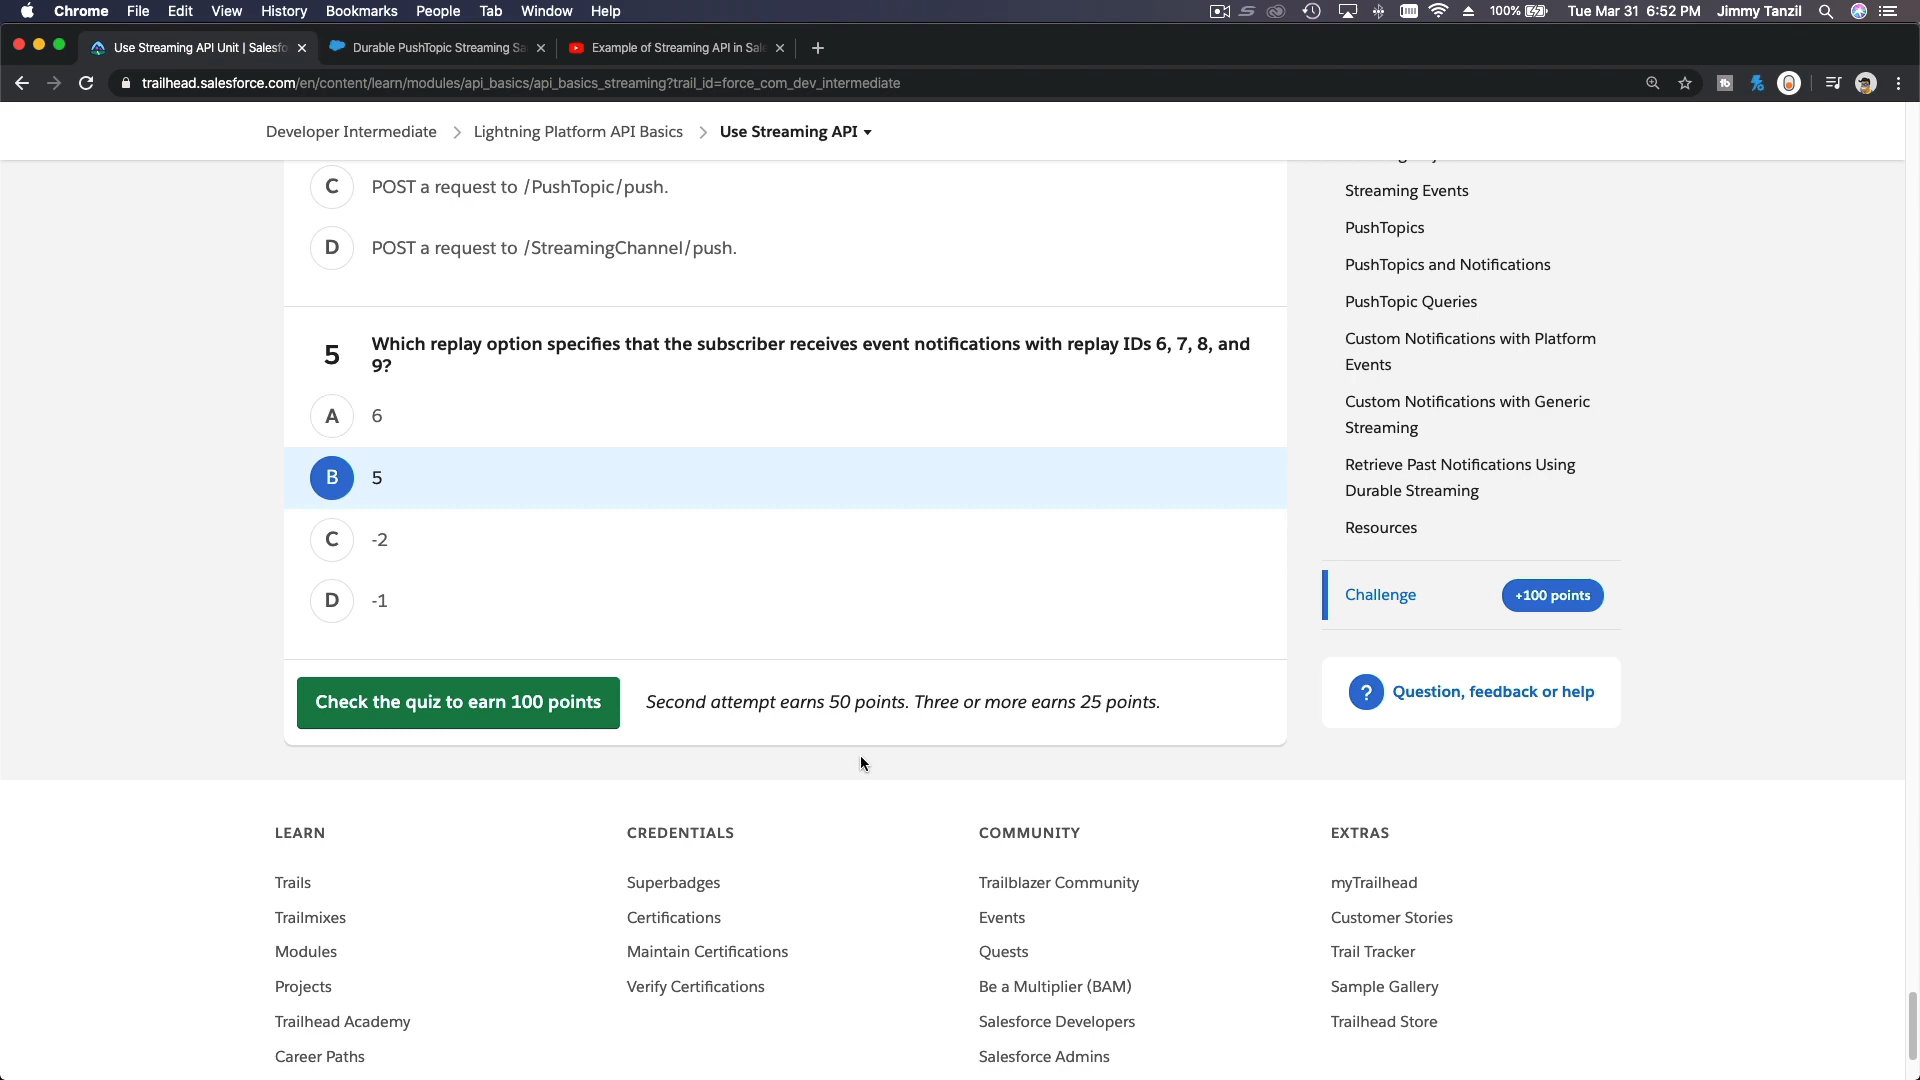 Chrome File Edit View History Bookmarks People Tab Window Help 100% Tue Mar 31 6:52 PM Jimmy Tanzil
Use Streaming API Unit | Salesfo Durable PushTopic Streaming Sa Example of Streaming API in Sale
trailhead.salesforce.com/en/content/learn/modules/api_basics/api_basics_streaming?trail_id=force_com_dev_intermediate
Developer Intermediate > Lightning Platform API Basics > Use Streaming API
C POST a request to /PushTopic/push.
D POST a request to /StreamingChannel/push.
5 Which replay option specifies that the subscriber receives event notifications with replay IDs 6, 7, 8, and
9?
A 6
B 5
C -2
D -1
Check the quiz to earn 100 points Second attempt earns 50 points. Three or more earns 25 points.
Streaming Events
PushTopics
PushTopics and Notifications
PushTopic Queries
Custom Notifications with Platform
Events
Custom Notifications with Generic
Streaming
Retrieve Past Notifications Using
Durable Streaming
Resources
Challenge +100 points
? Question, feedback or help
LEARN
Trails
Trailmixes
Modules
Projects
Trailhead Academy
Career Paths
CREDENTIALS
Superbadges
Certifications
Maintain Certifications
Verify Certifications
COMMUNITY
Trailblazer Community
Events
Quests
Be a Multiplier (BAM)
Salesforce Developers
Salesforce Admins
EXTRAS
myTrailhead
Customer Stories
Trail Tracker
Sample Gallery
Trailhead Store